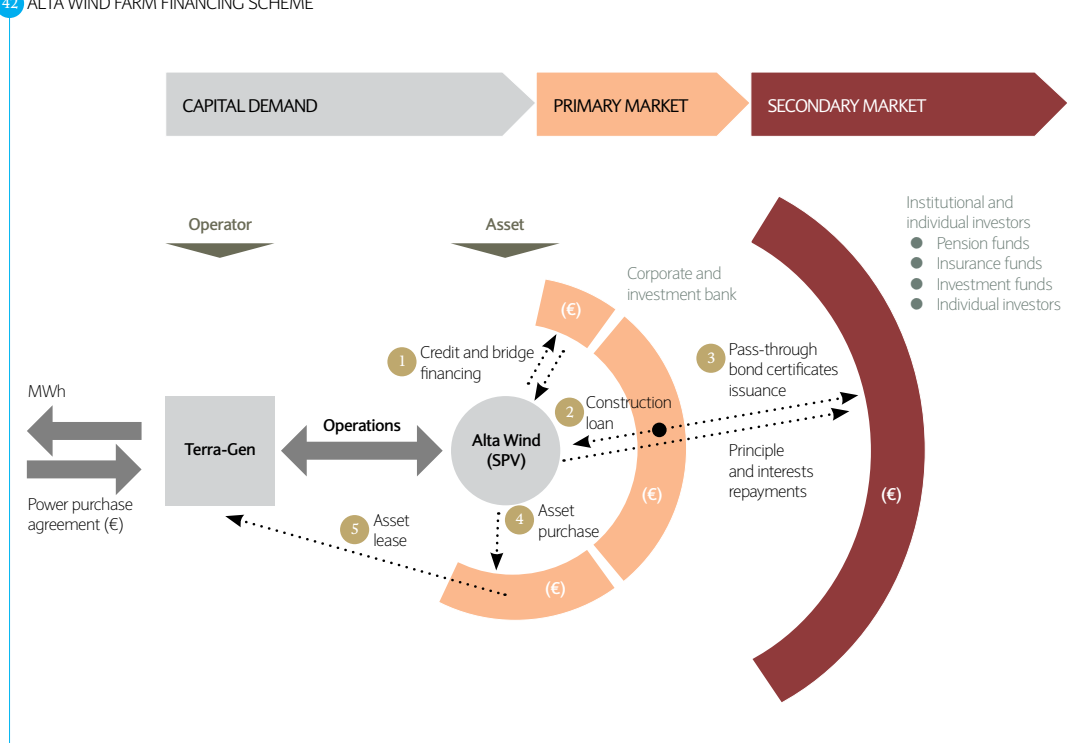 42 ALTA WIND FARM FINANCING SCHEME
CAPITAL DEMAND
PRIMARY MARKET
SECONDARY MARKET
Operator
Asset
Institutional and
individual investors
● Pension funds
● Insurance funds
● Investment funds
● Individual investors
Corporate and
investment bank
(€)
1 Credit and bridge
financing
3 Pass-through
bond certificates
issuance
MWh
2 Construction
loan
Operations
Terra-Gen
Alta Wind
(SPV)
Principle
and interests
repayments
(€)
(€)
Power purchase
agreement (€)
5 Asset
lease
4 Asset
purchase
(€)